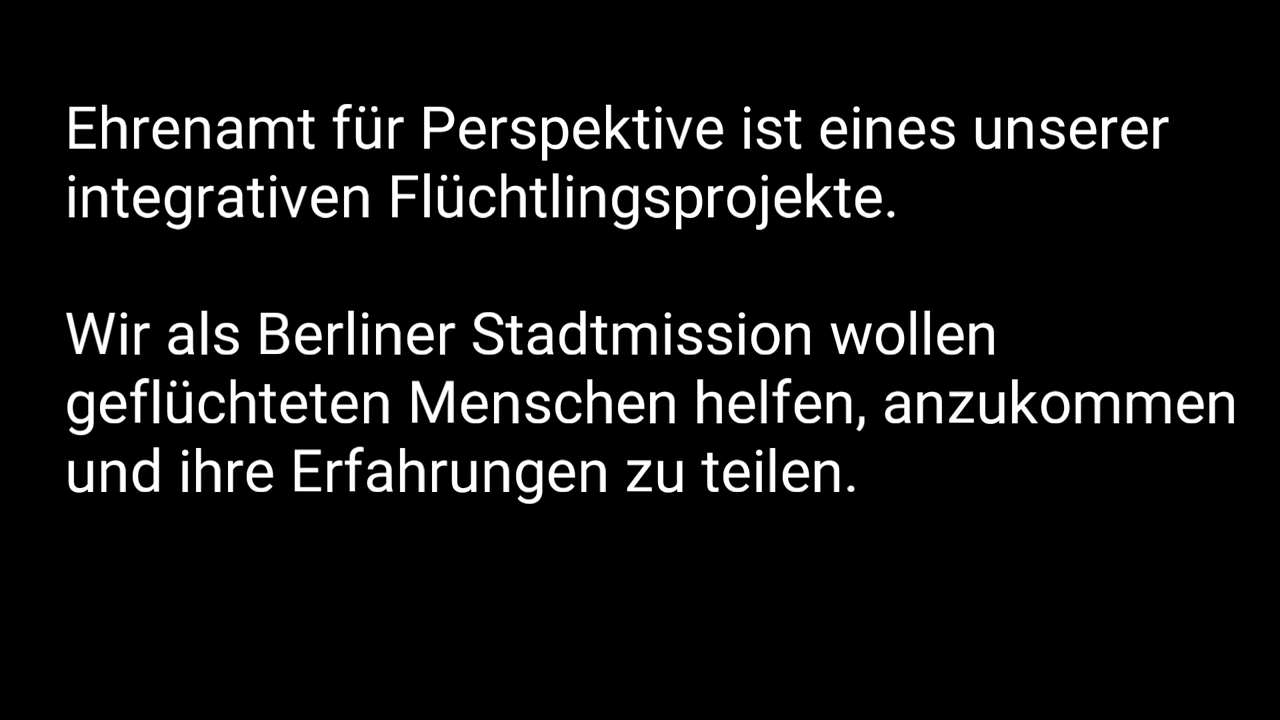 Ehrenamt für Perspektive ist eines unserer
integrativen Flüchtlingsprojekte.
Wir als Berliner Stadtmission wollen
geflüchteten Menschen helfen, anzukommen
und ihre Erfahrungen zu teilen.